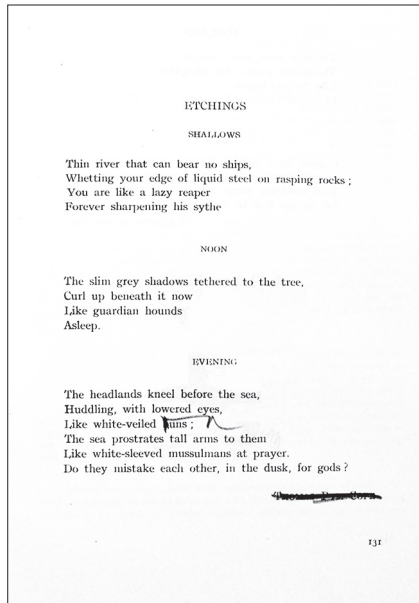 ETCHINGS
SHALLOWS
Thin river that can bear no ships,
Whetting your edge of liquid steel on rasping rocks ;
You are like a lazy reaper
Forever sharpening his sythe
NOON
The slim grey shadows tethered to the tree,
Curl up beneath it now
Like guardian hounds
Asleep.
EVENING
The headlands kneel before the sea,
Huddling, with lowered eyes,
Like white-veiled nuns ;
The sea prostrates tall arms to them
Like white-sleeved mussulmans at prayer.
Do they mistake each other, in the dusk, for gods ?
131